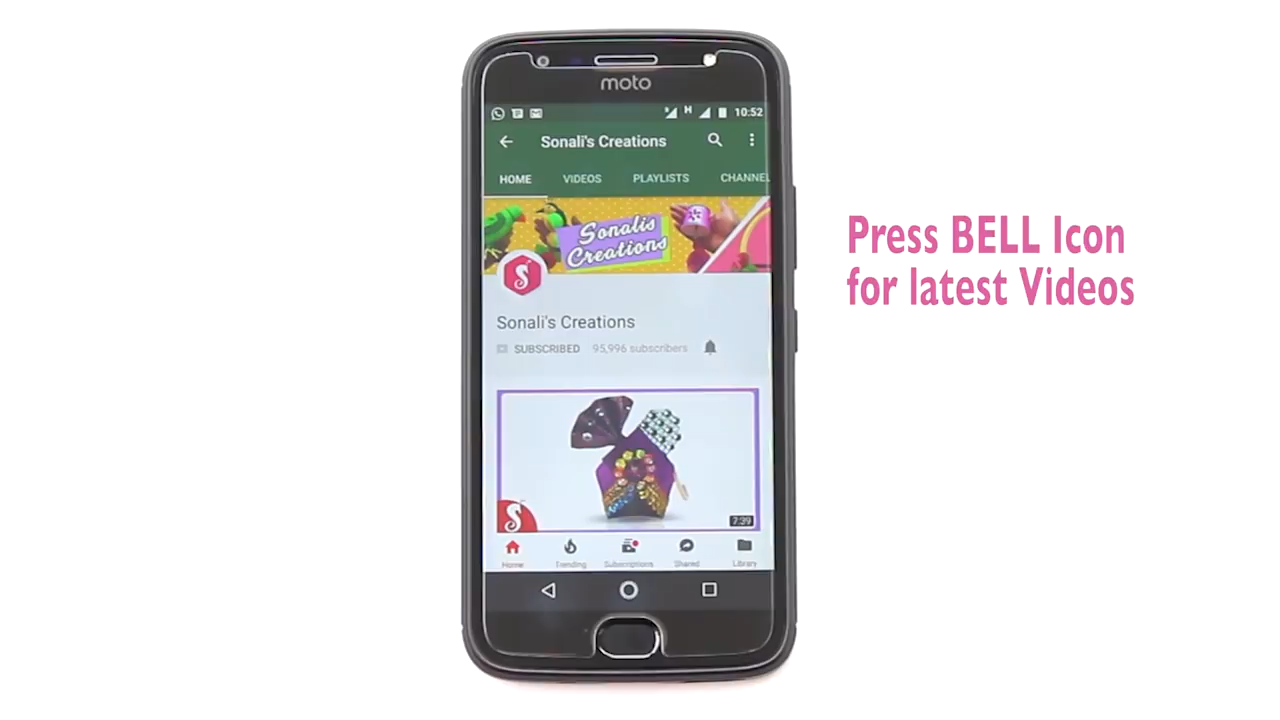 moto
10:52
Sonali's Creations
HOME VIDEOS PLAYLISTS CHANNEL
Sonalis
Creations
S
Sonali's Creations
SUBSCRIBED 95,996 subscribers
S
7:39
Home Trending Subscriptions Shared Library
Press BELL Icon
for latest Videos